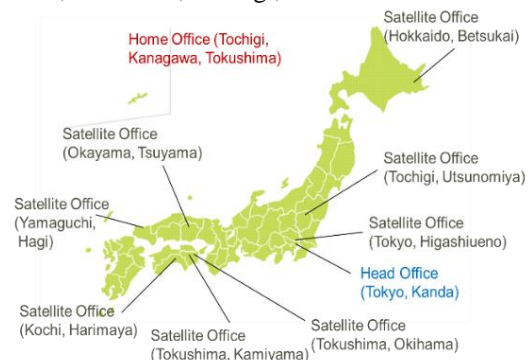 Satellite Office
(Hokkaido, Betsukai)
Home Office (Tochigi,
Kanagawa, Tokushima)
Satellite Office
(Okayama, Tsuyama)
Satellite Office
(Tochigi, Utsunomiya)
Satellite Office
(Yamaguchi,
Hagi)
Satellite Office
(Tokyo, Higashiueno)
Head Office
(Tokyo, Kanda)
Satellite Office
(Kochi, Harimaya)
Satellite Office
(Tokushima, Okihama)
Satellite Office
(Tokushima, Kamiyama)